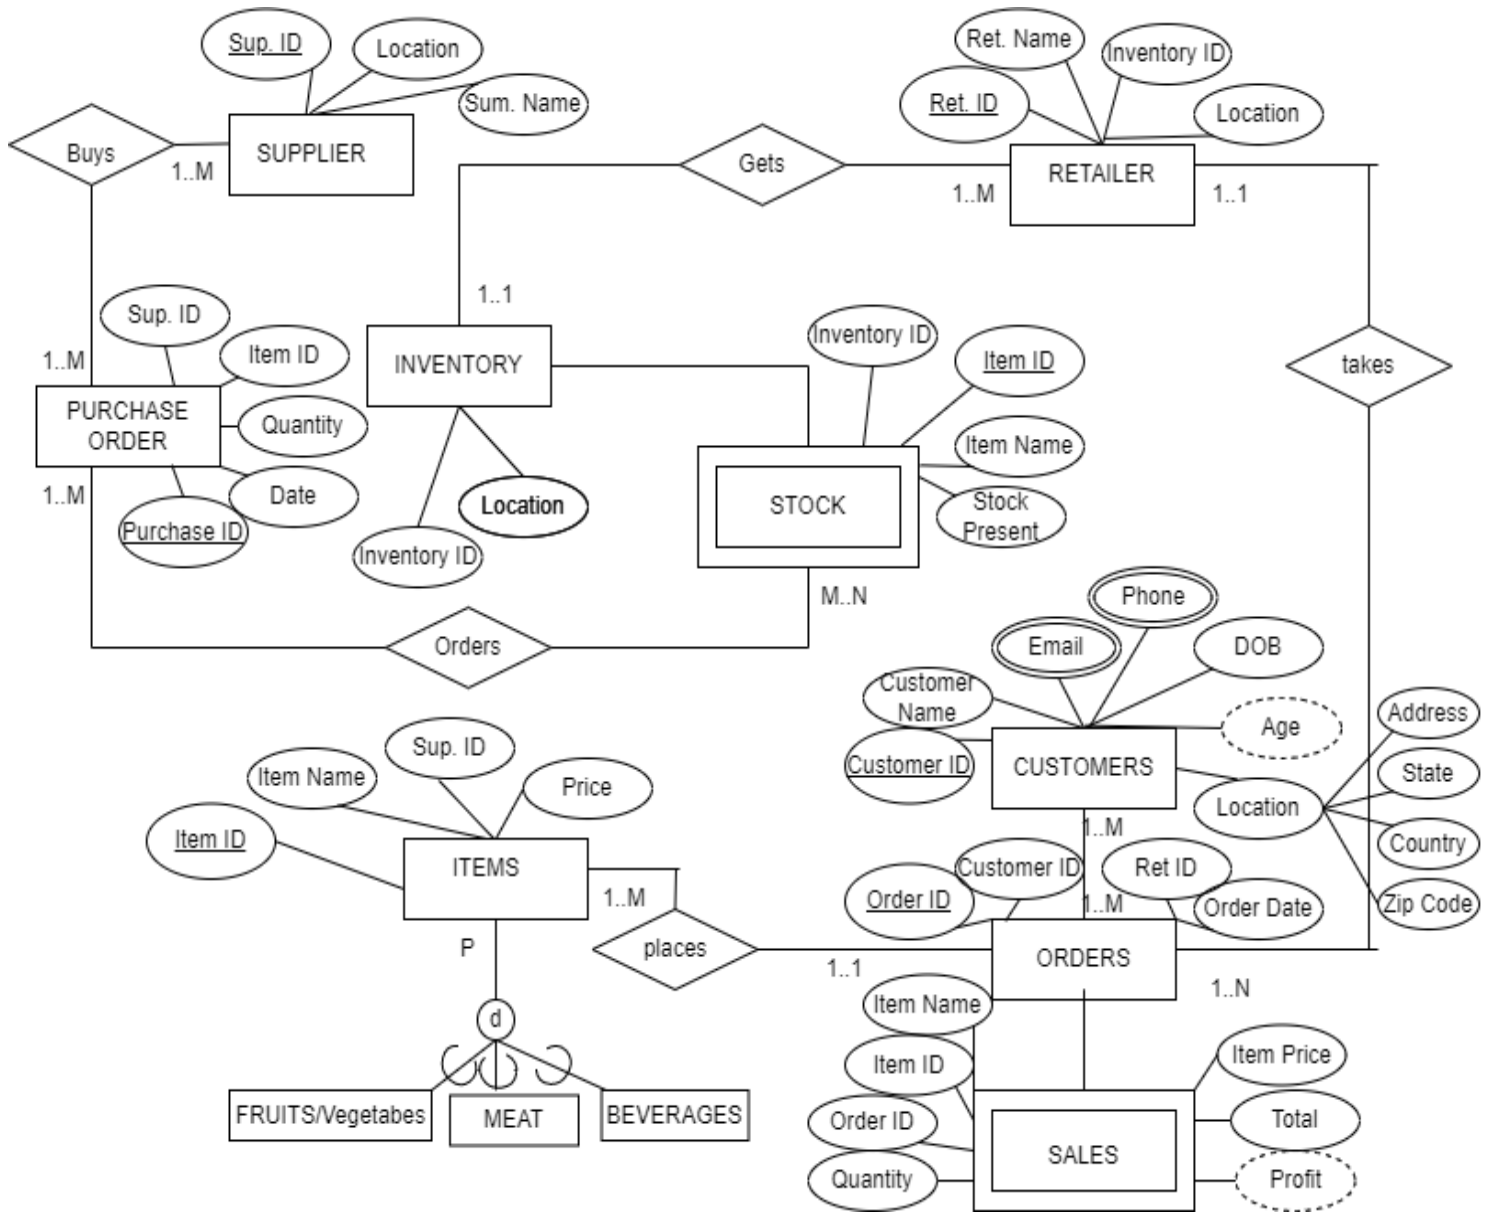 Sup. ID
Location
Sum. Name
SUPPLIER
Buys
1..M
Ret. Name
Inventory ID
Ret. ID
Location
RETAILER
Gets
1..M
1..1
1..1
Sup. ID
Item ID
1..M
PURCHASE
ORDER
Quantity
1..M
Date
Purchase ID
INVENTORY
Location
Inventory ID
Inventory ID
Item ID
Item Name
STOCK
Stock
Present
takes
M..N
Orders
Phone
Email
DOB
Customer
Name
Age
Customer ID
CUSTOMERS
Location
Address
State
Country
Zip Code
1..M
Sup. ID
Item Name
Price
Item ID
ITEMS
1..M
places
P
d
FRUITS/Vegetabes
MEAT
BEVERAGES
Customer ID
Ret ID
Order ID
1..M
Order Date
ORDERS
1..1
1..N
Item Name
Item ID
Item Price
Order ID
Total
SALES
Quantity
Profit